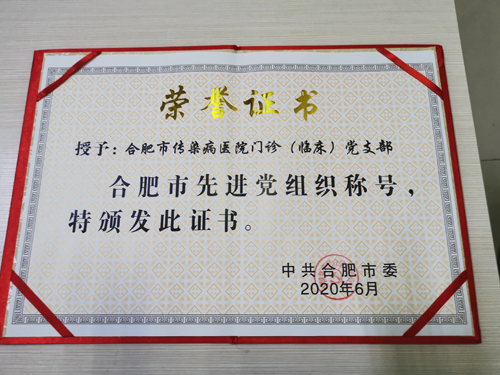 荣誉证书
授予：合肥市传染病医院门诊（临床）党支部
合肥市先进党组织称号，
特颁发此证书。
中共合肥市委
2020年6月